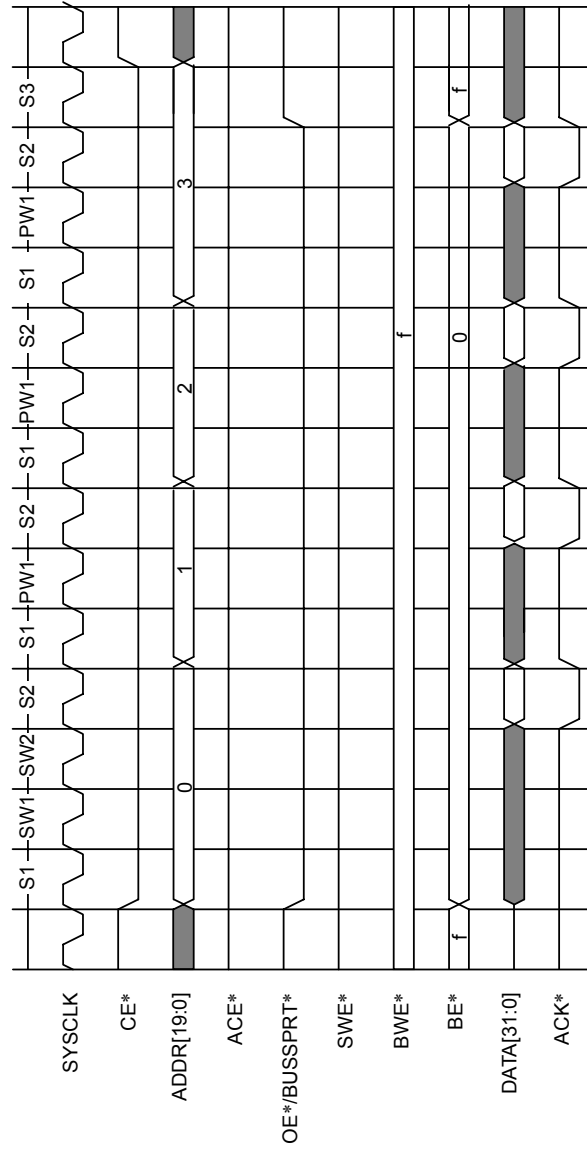 S1 SW1 SW2 S2 S1 PW1 S2 S1 PW1 S2 S1 PW1 S2 S3
SYSCLK
CE*
ADDR[19:0] 0 1 2 3
ACE*
OE*/BUSSPRT*
SWE*
BWE* f
BE* f 0 f
DATA[31:0]
ACK*